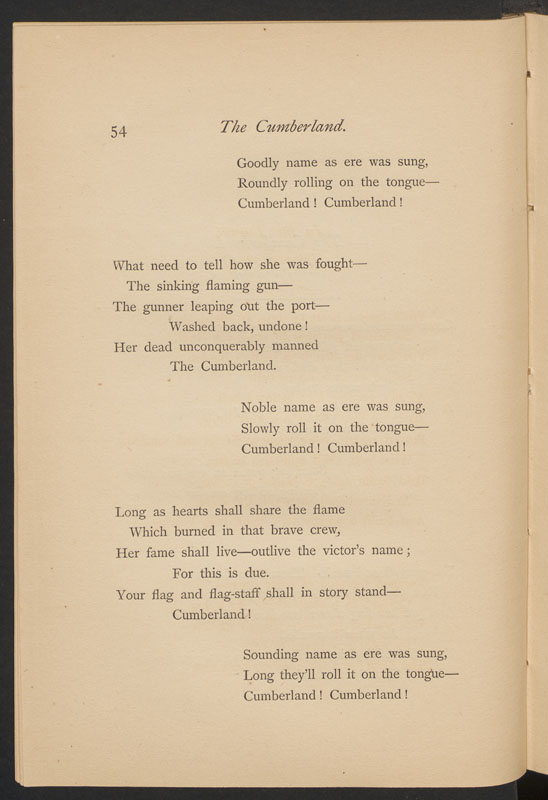 54
The Cumberland.
Goodly name as ere was sung,
Roundly rolling on the tongue—
Cumberland! Cumberland!
What need to tell how she was fought—
The sinking flaming gun—
The gunner leaping out the port—
Washed back, undone!
Her dead unconquerably manned
The Cumberland.
Noble name as ere was sung,
Slowly roll it on the tongue—
Cumberland! Cumberland!
Long as hearts shall share the flame
Which burned in that brave crew,
Her fame shall live—outlive the victor's name;
For this is due.
Your flag and flag-staff shall in story stand—
Cumberland!
Sounding name as ere was sung,
Long they'll roll it on the tongue—
Cumberland! Cumberland!